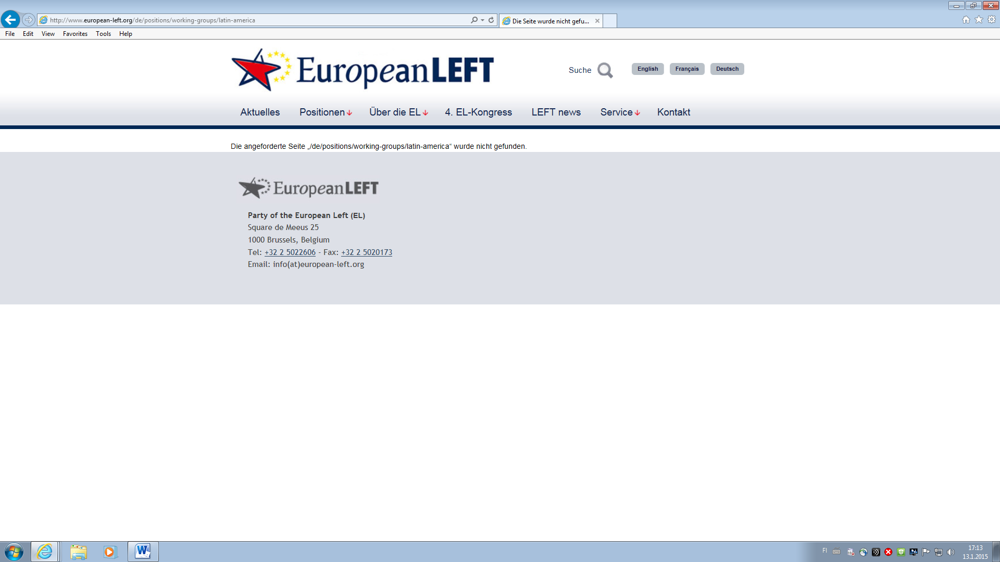 http://www.european-left.org/de/positions/working-groups/latin-america
Die Seite wurde nicht gefu...
File Edit View Favorites Tools Help
EuropeanLEFT
Suche
English Français Deutsch
Aktuelles Positionen Über die EL 4. EL-Kongress LEFT news Service Kontakt
Die angeforderte Seite „/de/positions/working-groups/latin-america“ wurde nicht gefunden.
EuropeanLEFT
Party of the European Left (EL)
Square de Meeus 25
1000 Brussels, Belgium
Tel: +32 2 5022606 - Fax: +32 2 5020173
Email: info(at)european-left.org
W
FI
17:13
13.1.2015